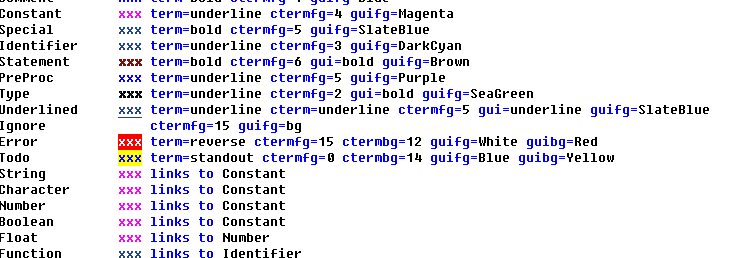 Constant xxx term=underline ctermfg=4 guifg=Magenta
Special xxx term=bold ctermfg=5 guifg=SlateBlue
Identifier xxx term=underline ctermfg=3 guifg=DarkCyan
Statement xxx term=bold ctermfg=6 gui=bold guifg=Brown
PreProc xxx term=underline ctermfg=5 guifg=Purple
Type xxx term=underline ctermfg=2 gui=bold guifg=SeaGreen
Underlined xxx term=underline cterm=underline ctermfg=5 gui=underline guifg=SlateBlue
Ignore ctermfg=15 guifg=bg
Error xxx term=reverse ctermfg=15 ctermbg=12 guifg=White guibg=Red
Todo xxx term=standout ctermfg=0 ctermbg=14 guifg=Blue guibg=Yellow
String xxx links to Constant
Character xxx links to Constant
Number xxx links to Constant
Boolean xxx links to Constant
Float xxx links to Number
Function xxx links to Identifier